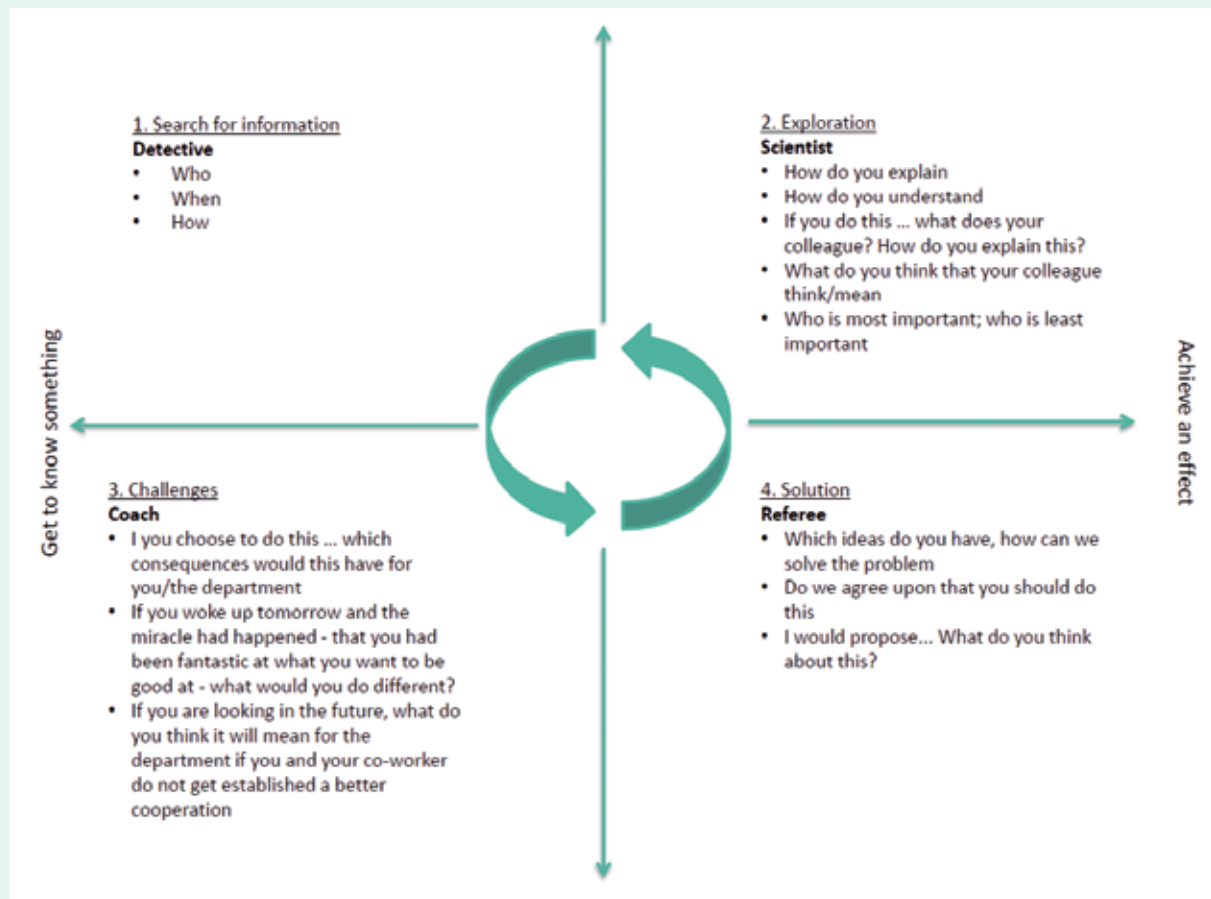 1. Search for information
Detective
• Who
• When
• How
2. Exploration
Scientist
• How do you explain
• How do you understand
• If you do this ... what does your
colleague? How do you explain this?
• What do you think that your colleague
think/mean
• Who is most important; who is least
important
Get to know something
Achieve an effect
3. Challenges
Coach
• I you choose to do this ... which
consequences would this have for
you/the department
• If you woke up tomorrow and the
miracle had happened - that you had
been fantastic at what you want to be
good at - what would you do different?
• If you are looking in the future, what do
you think it will mean for the
department if you and your co-worker
do not get established a better
cooperation
4. Solution
Referee
• Which ideas do you have, how can we
solve the problem
• Do we agree upon that you should do
this
• I would propose... What do you think
about this?